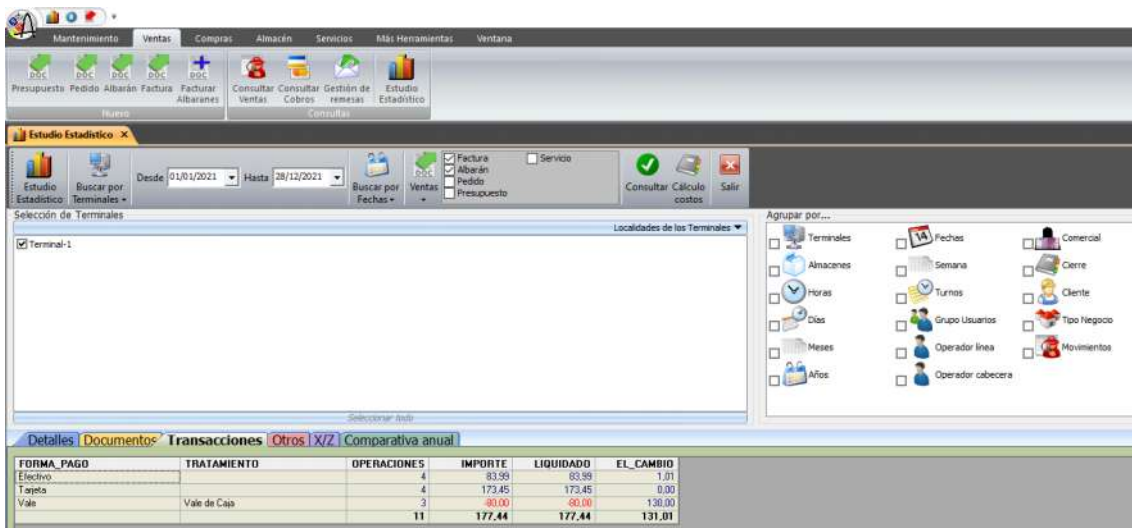 Mantenimiento Ventas Compras Almacén Servicios Más Herramientas Ventana
DOC DOC DOC DOC DOC
Presupuesto Pedido Albarán Factura Facturar Albaranes Consultar Ventas Consultar Cobros Gestión de remesas Estudio Estadístico
Nuevo Consultas
Estudio Estadístico X
Estudio Estadístico Buscar por Terminales Desde 01/01/2021 Hasta 28/12/2021 Buscar por Fechas DOC Ventas
Factura Servicio
Albarán
Pedido
Presupuesto
Consultar Cálculo costos Salir
Selección de Terminales
Localidades de los Terminales
Terminal-1
Seleccionar todo
Agrupar por...
Terminales 14 Fechas Comercial
Almacenes Semana Cierre
Horas Turnos Cliente
Días Grupo Usuarios Tipo Negocio
Meses Operador línea Movimientos
Años Operador cabecera
Detalles Documentos Transacciones Otros X/Z Comparativa anual
FORMA_PAGO TRATAMIENTO OPERACIONES IMPORTE LIQUIDADO EL_CAMBIO
Efectivo 4 83,99 83,99 1,01
Tarjeta 4 173,45 173,45 0,00
Vale Vale de Caja 3 -80,00 -80,00 130,00
11 177,44 177,44 131,01